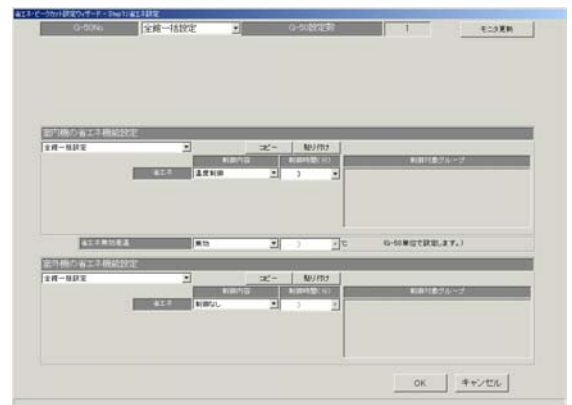 省エネ・ピークカット設定ウィザード - Step1:省エネ設定
G-50No 全館一括設定 G-50設定数 1 モニタ更新
室内機の省エネ機能設定
全館一括設定 コピー 貼り付け
制御内容 制御時間(分) 制御対象グループ
省エネ 温度制御 3
省エネ無効差温 無効 3 ℃ (G-50単位で設定します。)
室外機の省エネ機能設定
全館一括設定 コピー 貼り付け
制御内容 制御時間(分) 制御対象グループ
省エネ 制御なし 3
OK キャンセル